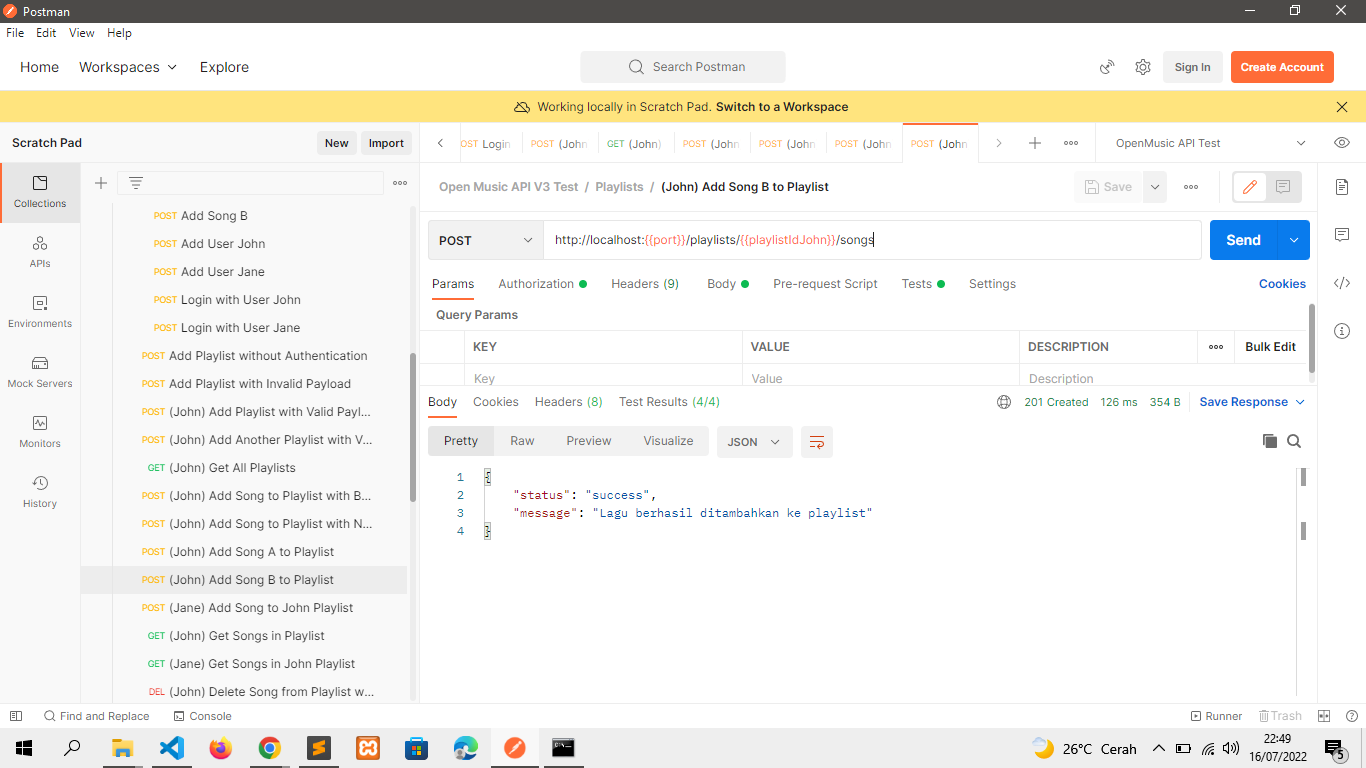 Postman
File Edit View Help
Home Workspaces Explore Search Postman Sign In Create Account
Working locally in Scratch Pad. Switch to a Workspace
Scratch Pad New Import
POST Login POST (John GET (John) POST (John POST (John POST (John POST (John OpenMusic API Test
Collections
APIs
Environments
Mock Servers
Monitors
History
POST Add Song B
POST Add User John
POST Add User Jane
POST Login with User John
POST Login with User Jane
POST Add Playlist without Authentication
POST Add Playlist with Invalid Payload
POST (John) Add Playlist with Valid Payl...
POST (John) Add Another Playlist with V...
GET (John) Get All Playlists
POST (John) Add Song to Playlist with B...
POST (John) Add Song to Playlist with N...
POST (John) Add Song A to Playlist
POST (John) Add Song B to Playlist
POST (Jane) Add Song to John Playlist
GET (John) Get Songs in Playlist
GET (Jane) Get Songs in John Playlist
DEL (John) Delete Song from Playlist w...
Open Music API V3 Test / Playlists / (John) Add Song B to Playlist Save
POST http://localhost:{{port}}/playlists/{{playlistIdJohn}}/songs Send
Params Authorization Headers (9) Body Pre-request Script Tests Settings Cookies
Query Params
KEY VALUE DESCRIPTION Bulk Edit
Key Value Description
Body Cookies Headers (8) Test Results (4/4) 201 Created 126 ms 354 B Save Response
Pretty Raw Preview Visualize JSON
1 {
2 "status": "success",
3 "message": "Lagu berhasil ditambahkan ke playlist"
4 }
Find and Replace Console Runner Trash
26°C Cerah 22:49
16/07/2022 5